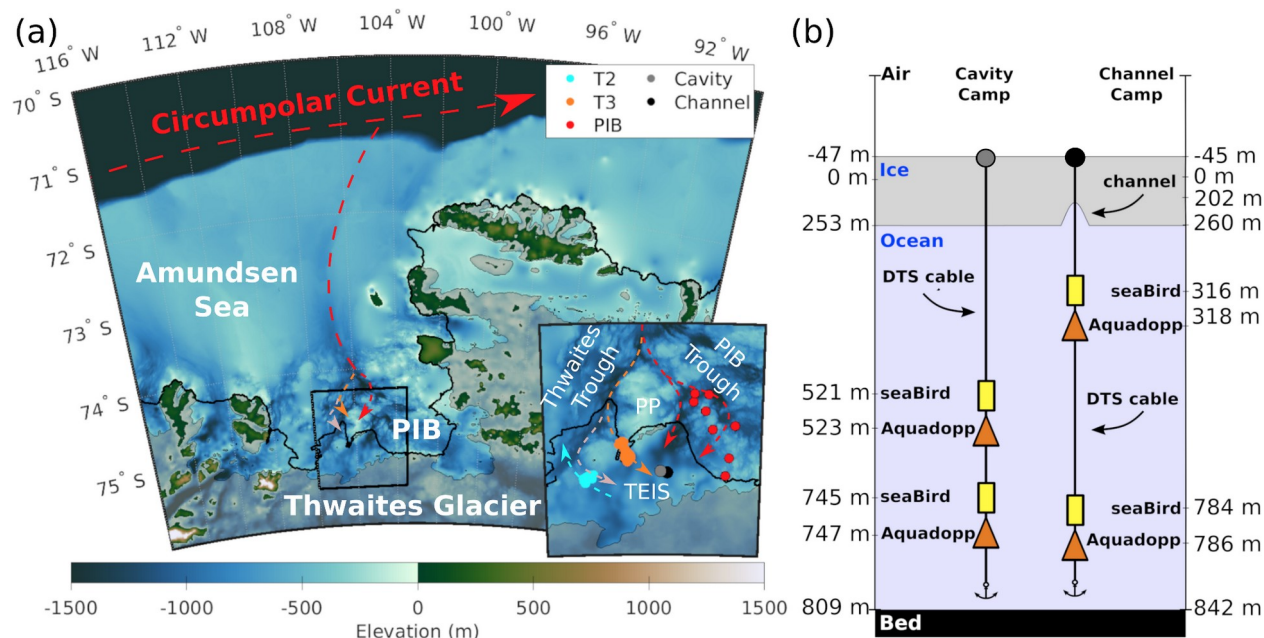 (a)
116° W
112° W
108° W
104° W
100° W
96° W
92° W
70° S
71° S
72° S
73° S
74° S
75° S
Circumpolar Current
T2
T3
PIB
Cavity
Channel
Amundsen
Sea
PIB
Thwaites Glacier
Thwaites
Trough
PIB
Trough
PP
TEIS
-1500
-1000
-500
0
500
1000
1500
Elevation (m)
(b)
Air
Cavity
Camp
Channel
Camp
-47 m
0 m
253 m
521 m
523 m
745 m
747 m
809 m
Ice
Ocean
channel
DTS cable
seaBird
Aquadopp
seaBird
Aquadopp
DTS cable
seaBird
Aquadopp
seaBird
Aquadopp
-45 m
0 m
202 m
260 m
316 m
318 m
784 m
786 m
842 m
Bed